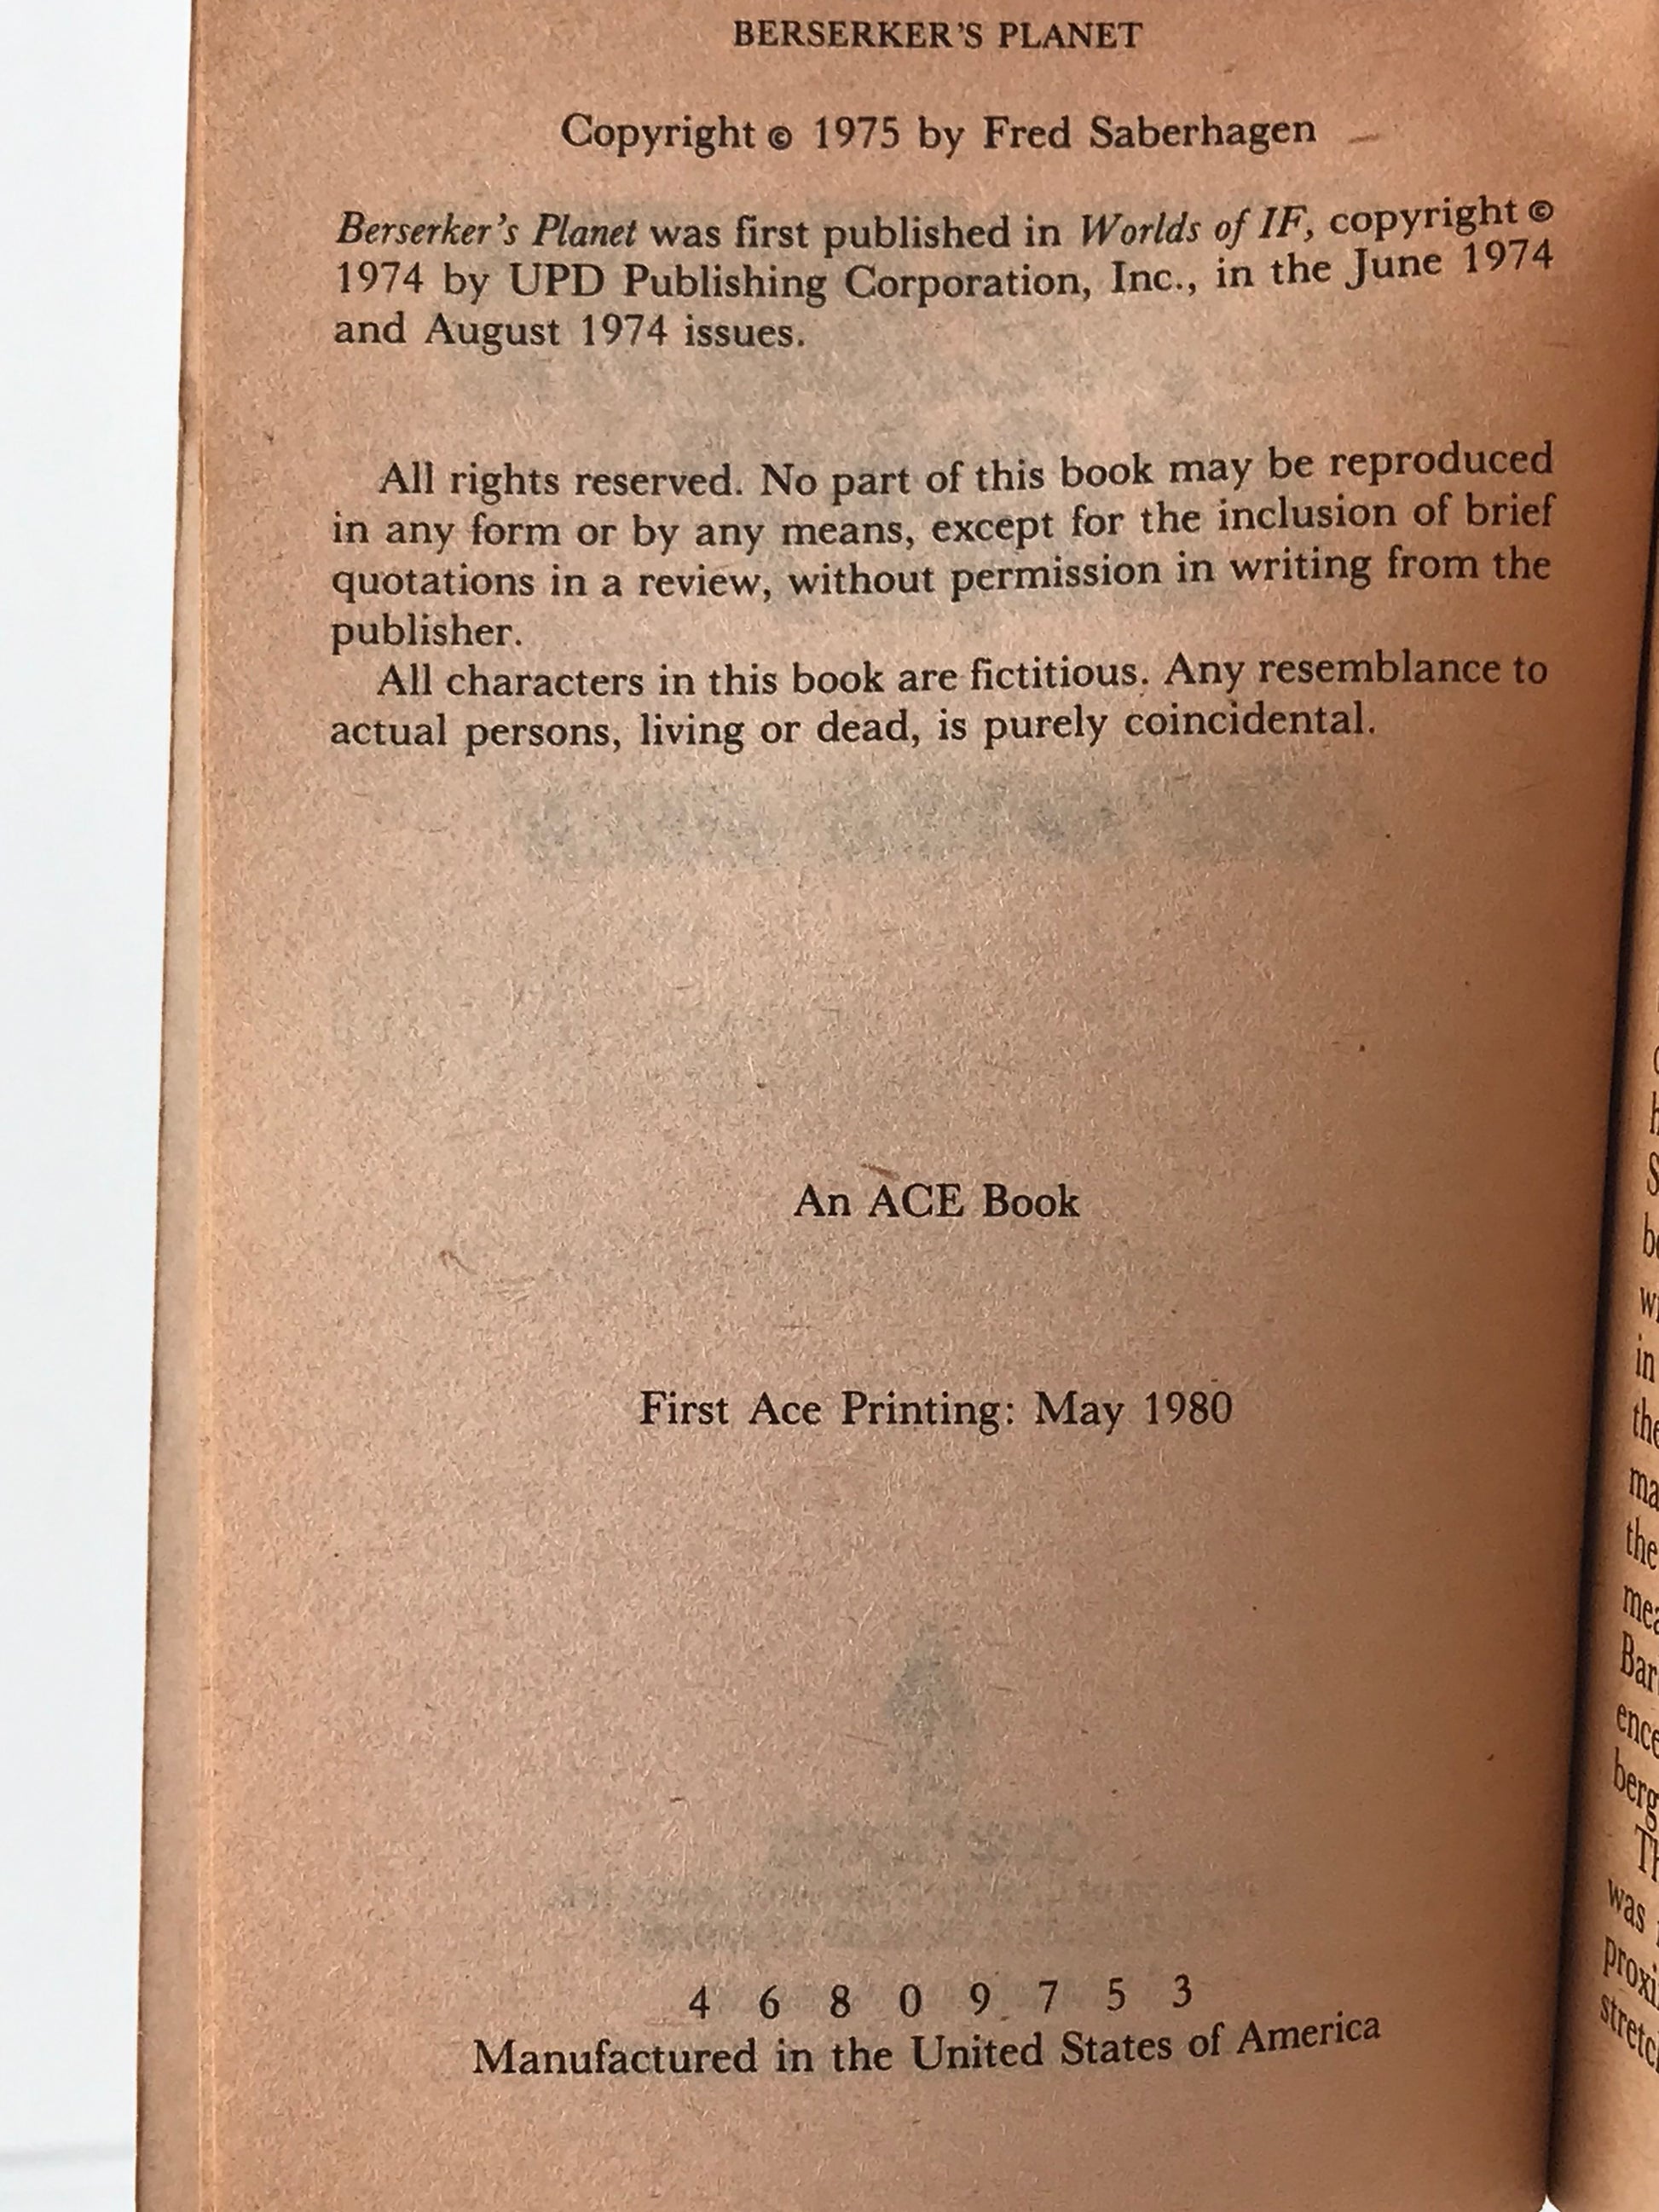 BERSERKER'S PLANET
Copyright © 1975 by Fred Saberhagen
Berserker's Planet was first published in Worlds of IF, copyright ©
1974 by UPD Publishing Corporation, Inc., in the June 1974
and August 1974 issues.
All rights reserved. No part of this book may be reproduced
in any form or by any means, except for the inclusion of brief
quotations in a review, without permission in writing from the
publisher.
All characters in this book are fictitious. Any resemblance to
actual persons, living or dead, is purely coincidental.
An ACE Book
First Ace Printing: May 1980
4 6 8 0 9 7 5 3
Manufactured in the United States of America
in
the
the
was